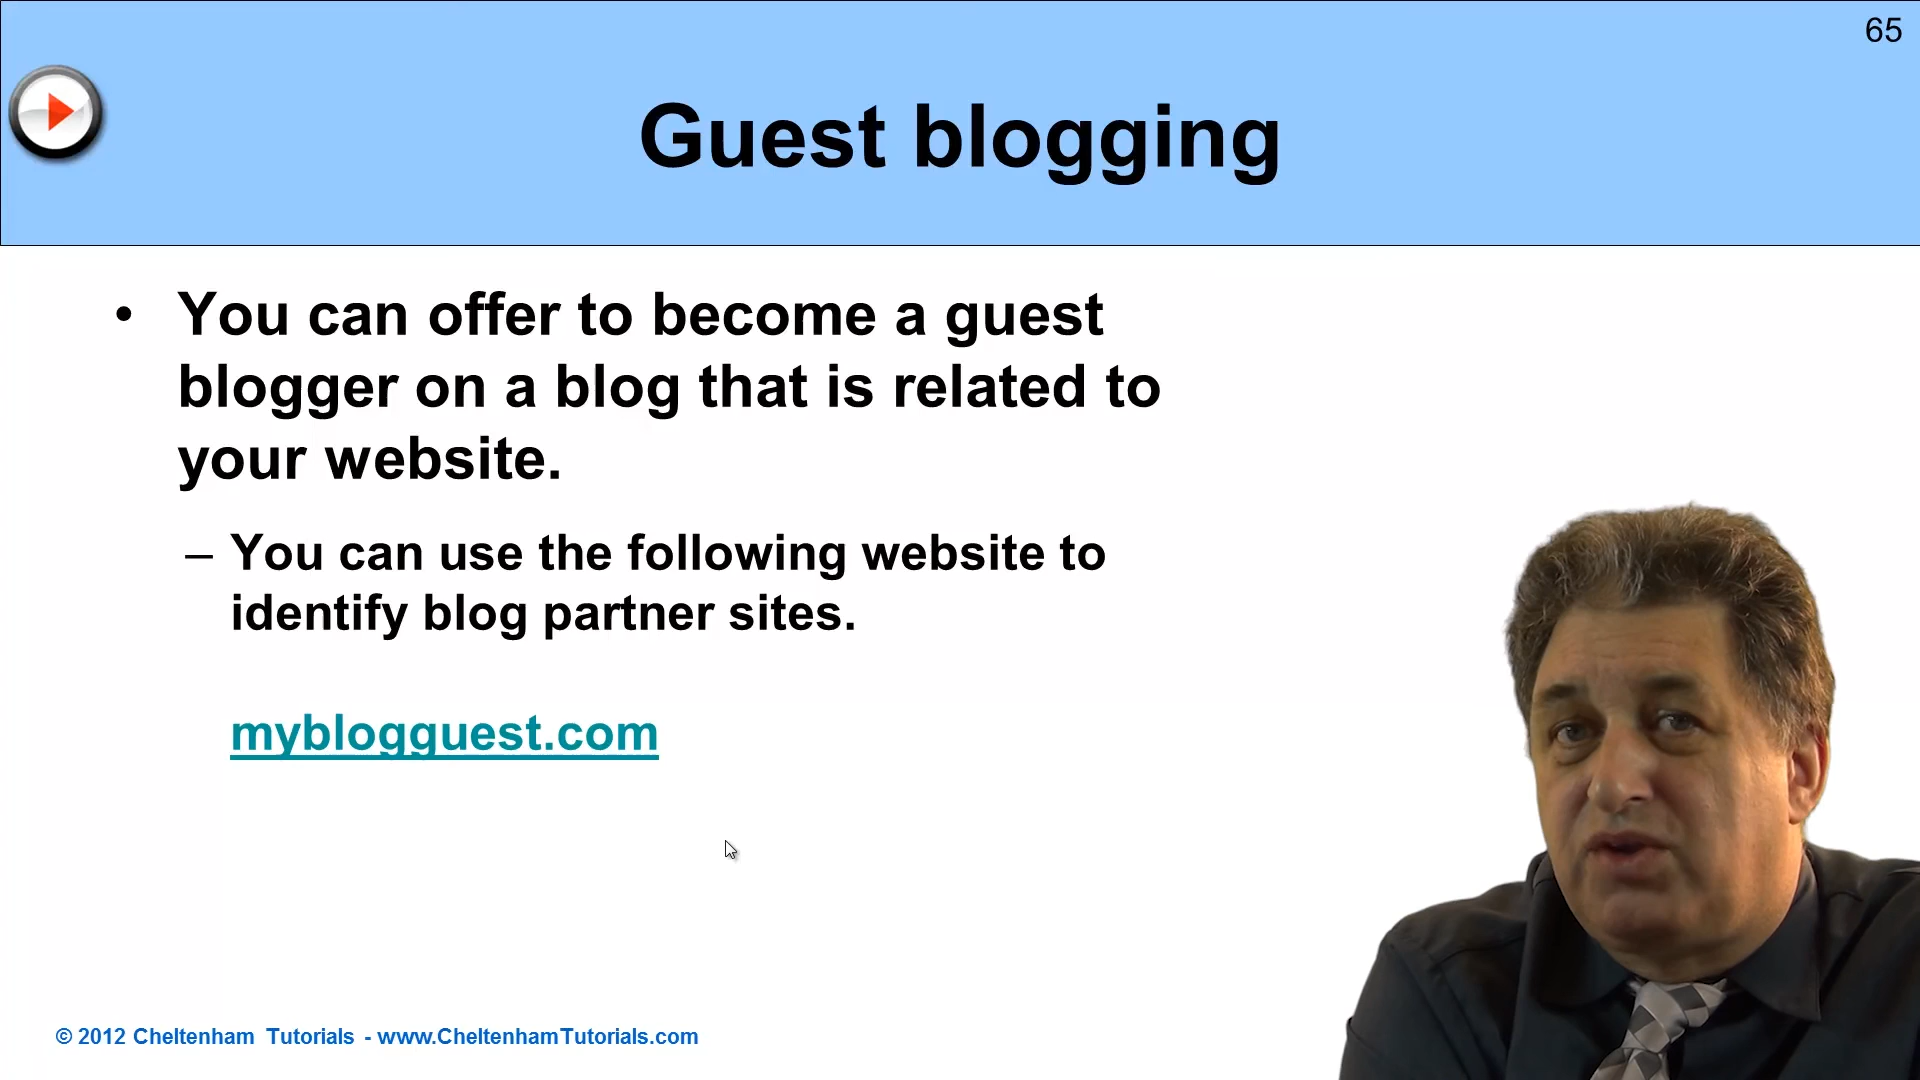 65
Guest blogging
• You can offer to become a guest
blogger on a blog that is related to
your website.
– You can use the following website to
identify blog partner sites.
myblogguest.com
© 2012 Cheltenham Tutorials - www.CheltenhamTutorials.com